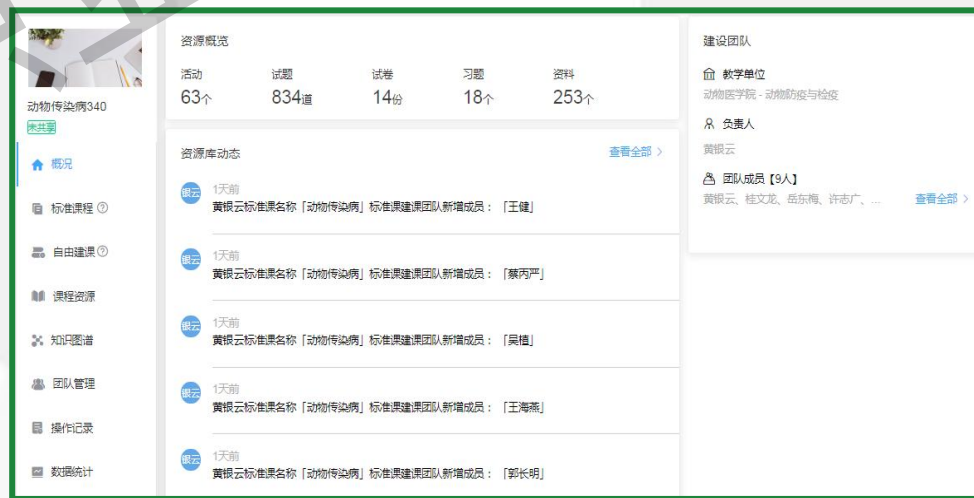 动物传染病340
未共享
概况
标准课程
自由建课
课程资源
知识图谱
团队管理
操作记录
数据统计
资源概览
活动 试题 试卷 习题 资料
63个 834道 14份 18个 253个
资源库动态 查看全部 >
银云 1天前
黄银云标准课名称「动物传染病」标准课建课团队新增成员：「王健」
银云 1天前
黄银云标准课名称「动物传染病」标准课建课团队新增成员：「蔡丙严」
银云 1天前
黄银云标准课名称「动物传染病」标准课建课团队新增成员：「吴植」
银云 1天前
黄银云标准课名称「动物传染病」标准课建课团队新增成员：「王海燕」
银云 1天前
黄银云标准课名称「动物传染病」标准课建课团队新增成员：「郭长明」
建设团队
教学单位
动物医学院 - 动物防疫与检疫
负责人
黄银云
团队成员【9人】
黄银云、桂文龙、岳东梅、许志广、... 查看全部 >